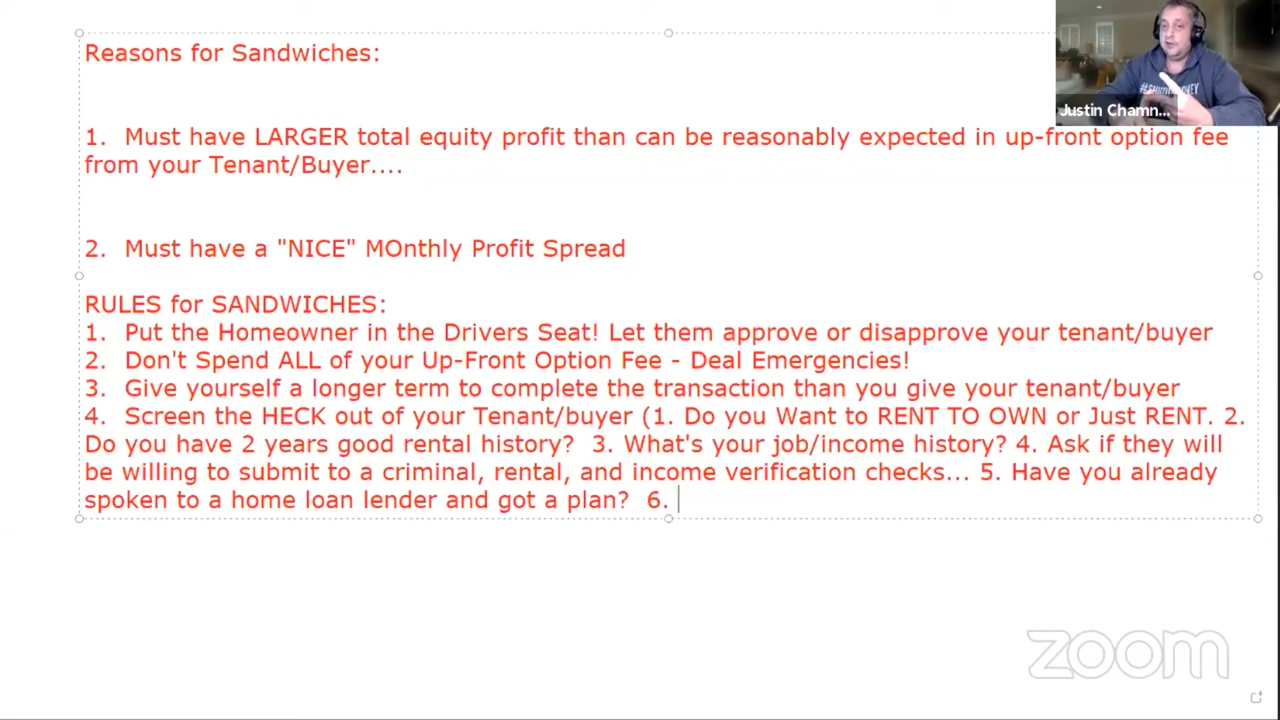 Reasons for Sandwiches:
1. Must have LARGER total equity profit than can be reasonably expected in up-front option fee
from your Tenant/Buyer....
2. Must have a "NICE" MOnthly Profit Spread
RULES for SANDWICHES:
1. Put the Homeowner in the Drivers Seat! Let them approve or disapprove your tenant/buyer
2. Don't Spend ALL of your Up-Front Option Fee - Deal Emergencies!
3. Give yourself a longer term to complete the transaction than you give your tenant/buyer
4. Screen the HECK out of your Tenant/buyer (1. Do you Want to RENT TO OWN or Just RENT. 2.
Do you have 2 years good rental history? 3. What's your job/income history? 4. Ask if they will
be willing to submit to a criminal, rental, and income verification checks... 5. Have you already
spoken to a home loan lender and got a plan? 6.
Justin Chamn...
zoom